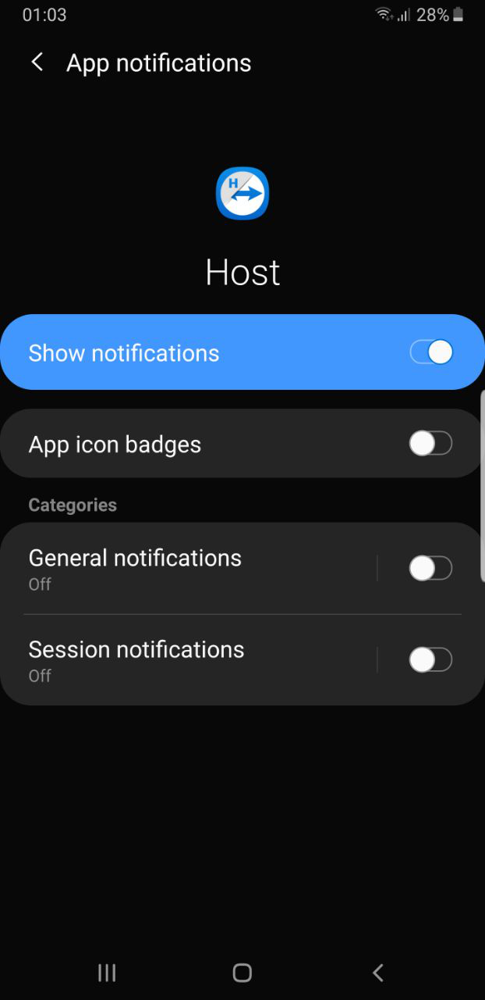 01:03
28%
App notifications
H
Host
Show notifications
App icon badges
Categories
General notifications
Off
Session notifications
Off